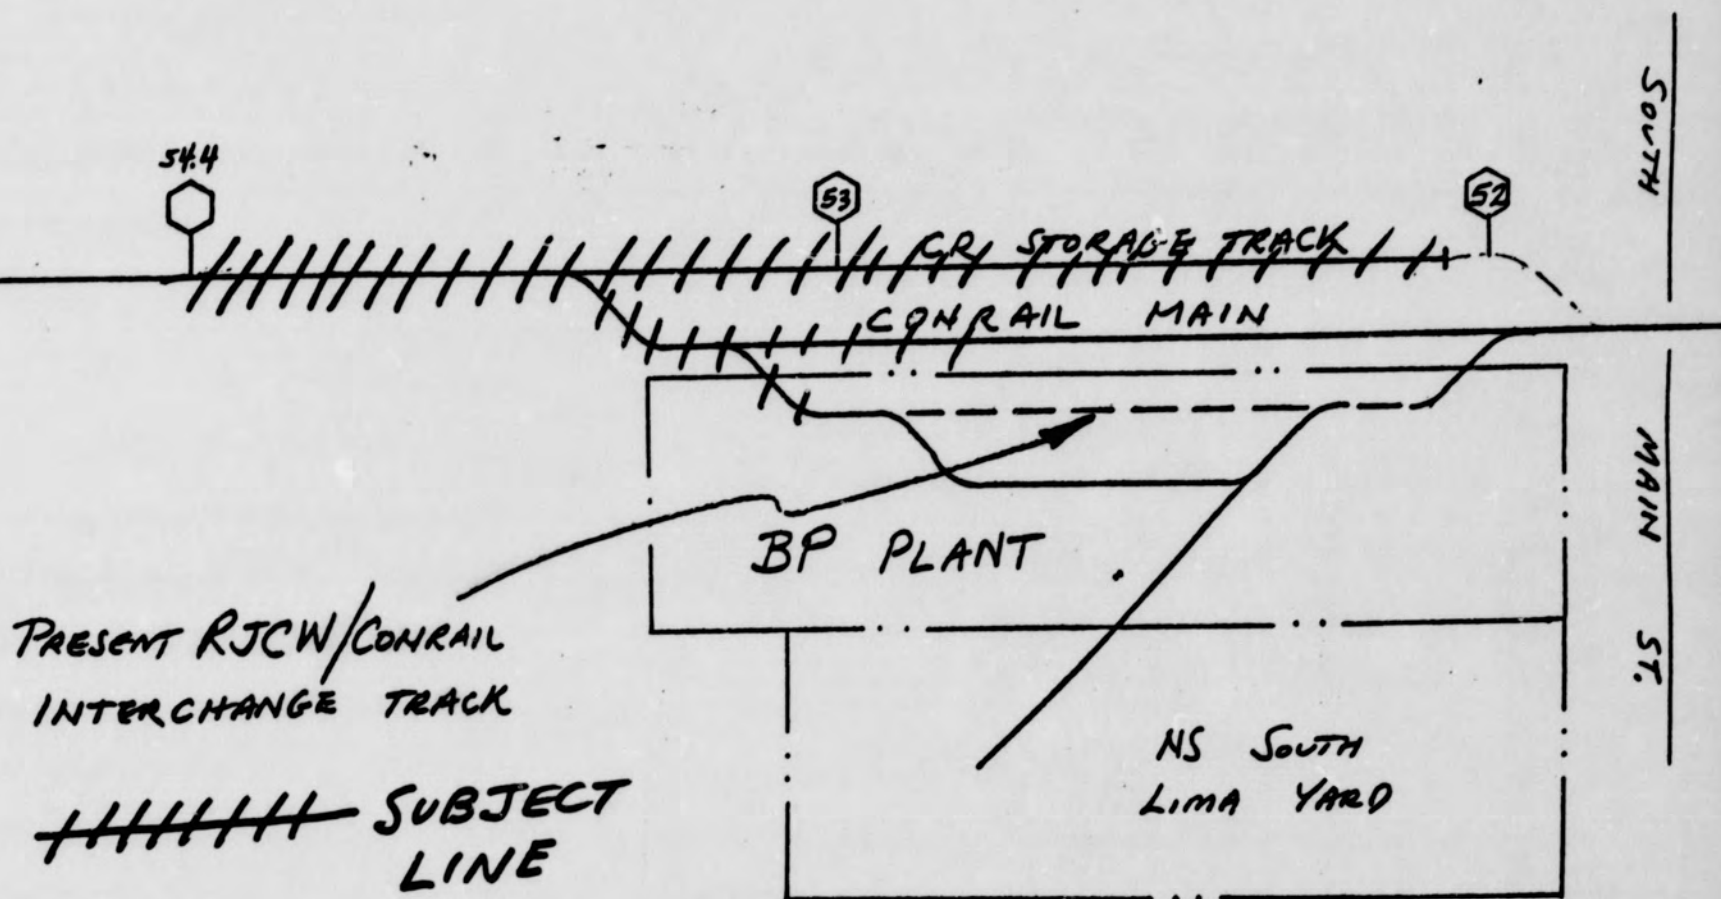 54.4
53
52
SOUTH
CR STORAGE TRACK
CONRAIL MAIN
MAIN
ST.
BP PLANT
PRESENT RJCW/CONRAIL
INTERCHANGE TRACK
NS SOUTH
LIMA YARD
SUBJECT
LINE